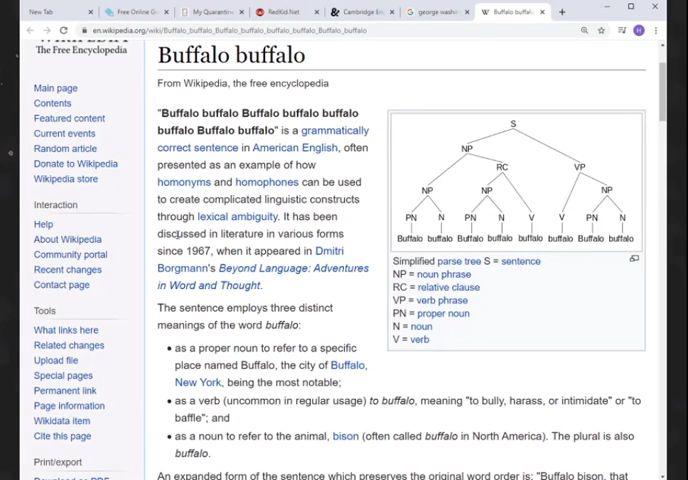 New Tab
Free Online G
My Quarantin
RedKid.Net
Cambridge En
george washi
Buffalo buffal
en.wikipedia.org/wiki/Buffalo_buffalo_Buffalo_buffalo_buffalo_buffalo_Buffalo_buffalo
The Free Encyclopedia
Main page
Contents
Featured content
Current events
Random article
Donate to Wikipedia
Wikipedia store
Interaction
Help
About Wikipedia
Community portal
Recent changes
Contact page
Tools
What links here
Related changes
Upload file
Special pages
Permanent link
Page information
Wikidata item
Cite this page
Print/export
Buffalo buffalo
From Wikipedia, the free encyclopedia
"Buffalo buffalo Buffalo buffalo buffalo
buffalo Buffalo buffalo" is a grammatically
correct sentence in American English, often
presented as an example of how
homonyms and homophones can be used
to create complicated linguistic constructs
through lexical ambiguity. It has been
discussed in literature in various forms
since 1967, when it appeared in Dmitri
Borgmann's Beyond Language: Adventures
in Word and Thought.
The sentence employs three distinct
meanings of the word buffalo:
• as a proper noun to refer to a specific
place named Buffalo, the city of Buffalo,
New York, being the most notable;
• as a verb (uncommon in regular usage) to buffalo, meaning "to bully, harass, or intimidate" or "to
baffle"; and
• as a noun to refer to the animal, bison (often called buffalo in North America). The plural is also
buffalo.
An expanded form of the sentence which preserves the original word order is: "Buffalo bison, that
S
NP
RC
VP
NP NP NP
PN N PN N V V PN N
Buffalo buffalo Buffalo buffalo buffalo buffalo Buffalo buffalo
Simplified parse tree S = sentence
NP = noun phrase
RC = relative clause
VP = verb phrase
PN = proper noun
N = noun
V = verb